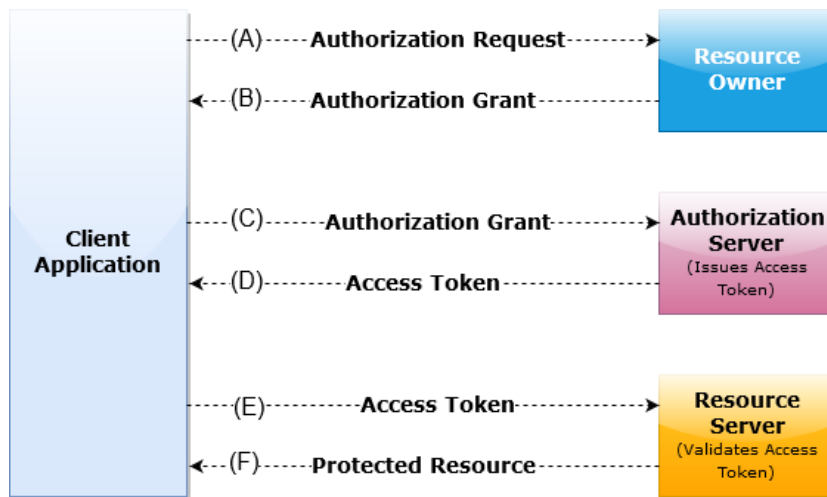 (A) Authorization Request
Resource
Owner
(B) Authorization Grant
Client
Application
(C) Authorization Grant
Authorization
Server
(Issues Access
Token)
(D) Access Token
(E) Access Token
Resource
Server
(Validates Access
Token)
(F) Protected Resource